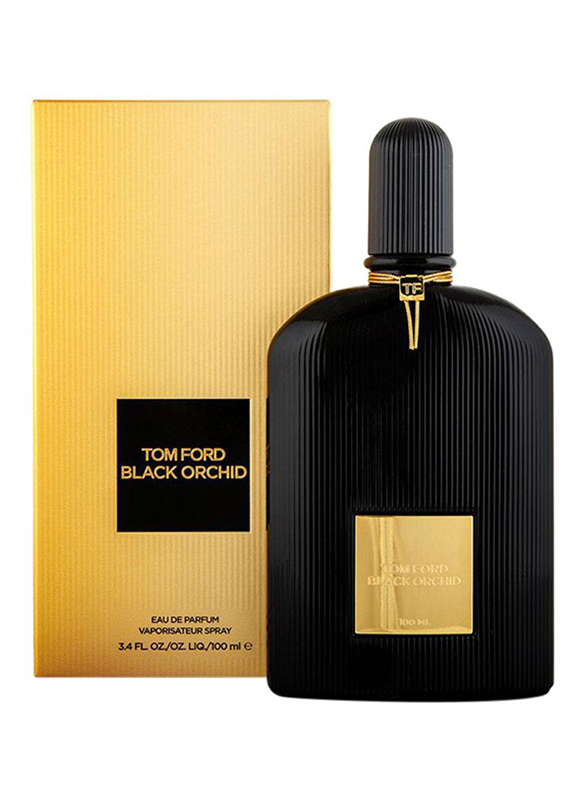 TOM FORD
BLACK ORCHID
EAU DE PARFUM
VAPORISATEUR SPRAY
3.4 FL. OZ./OZ. LIQ./100 ml ℮
TF
TOM FORD
BLACK ORCHID
100 ML